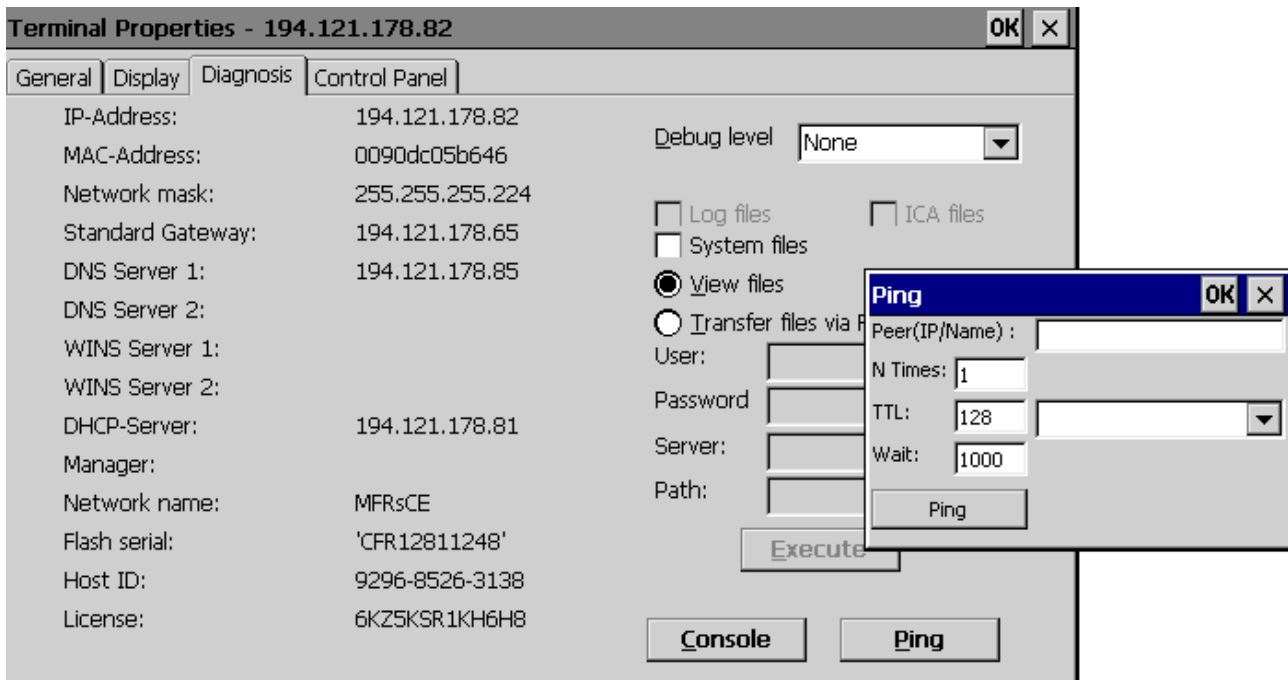 Terminal Properties - 194.121.178.82 OK ×
General Display Diagnosis Control Panel
IP-Address: 194.121.178.82
MAC-Address: 0090dc05b646
Network mask: 255.255.255.224
Standard Gateway: 194.121.178.65
DNS Server 1: 194.121.178.85
DNS Server 2:
WINS Server 1:
WINS Server 2:
DHCP-Server: 194.121.178.81
Manager:
Network name: MFRsCE
Flash serial: 'CFR12811248'
Host ID: 9296-8526-3138
License: 6KZ5KSR1KH6H8
Debug level None
Log files ICA files
System files
View files
Transfer files via
User:
Password
Server:
Path:
Execute
Console Ping
Ping OK ×
Peer(IP/Name) :
N Times: 1
TTL: 128
Wait: 1000
Ping